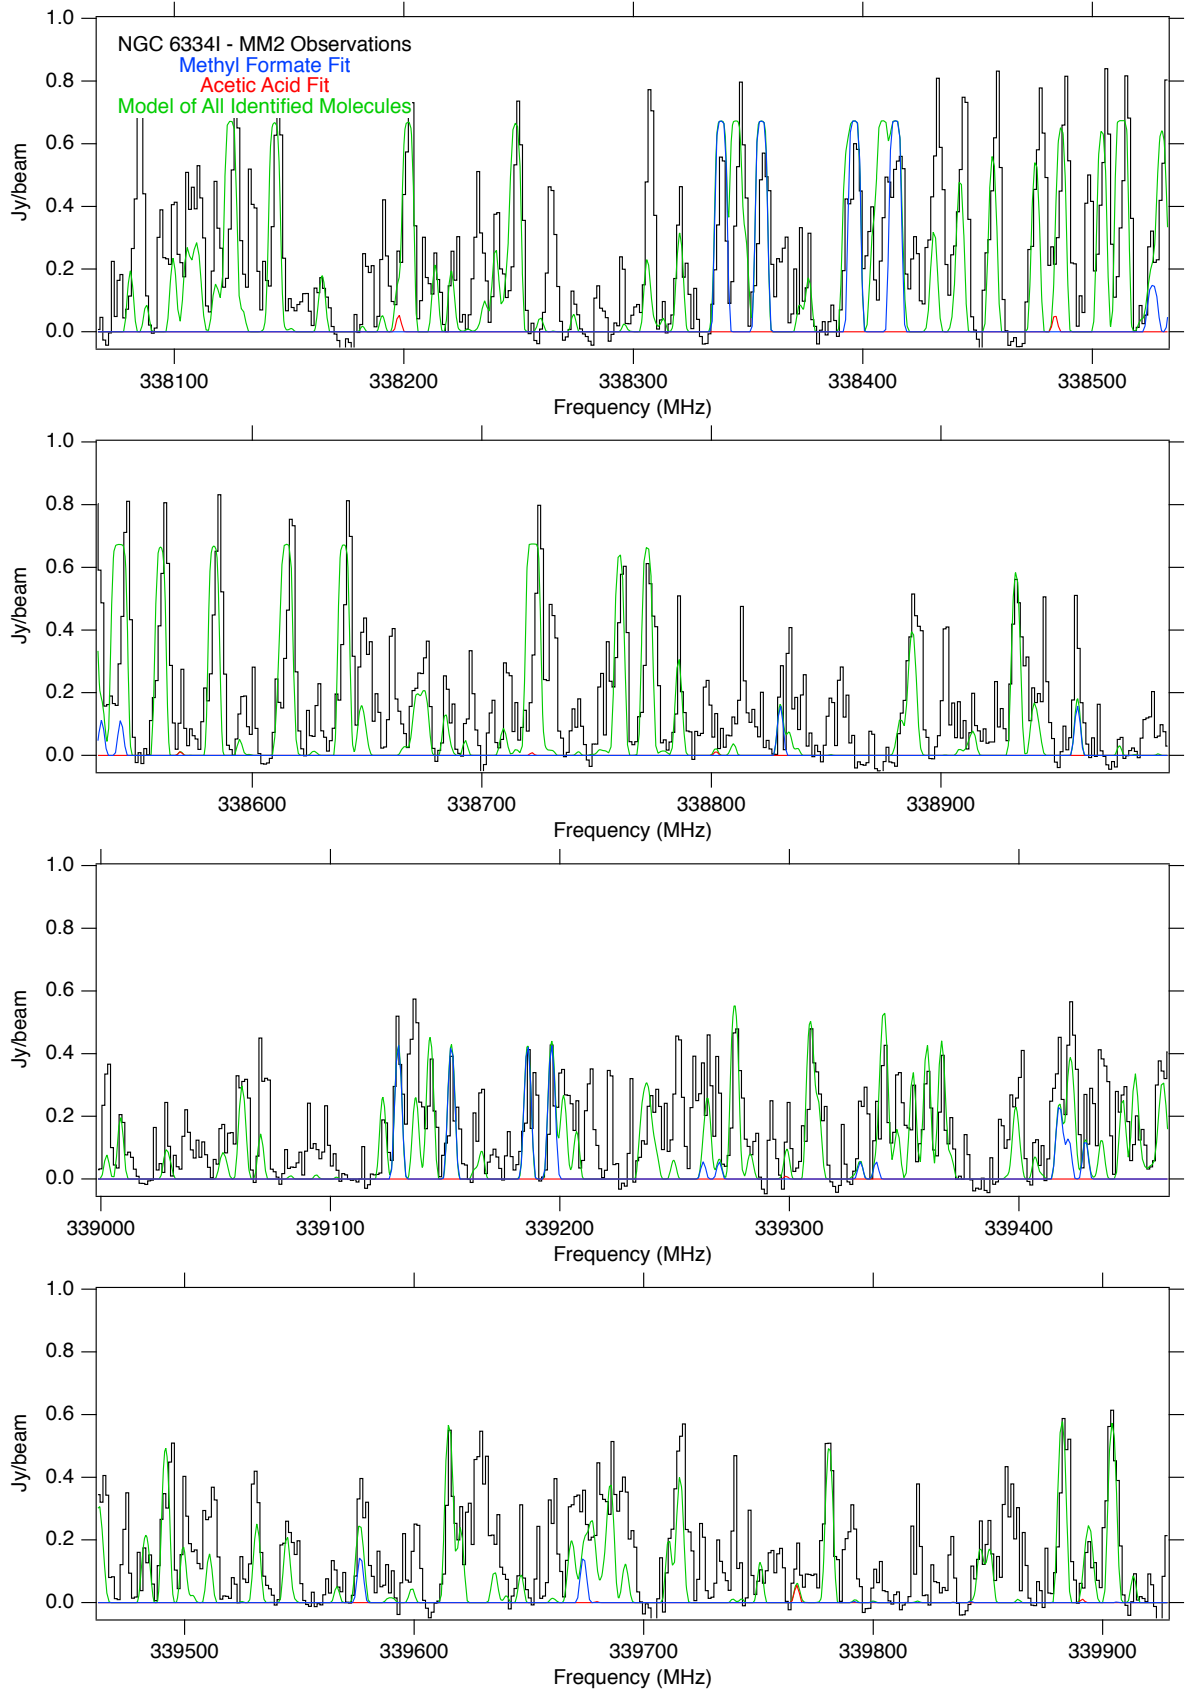 1.0
0.8
0.6
0.4
0.2
0.0
Jy/beam
NGC 6334I - MM2 Observations
Methyl Formate Fit
Acetic Acid Fit
Model of All Identified Molecules
338100 338200 338300 338400 338500
Frequency (MHz)
1.0
0.8
0.6
0.4
0.2
0.0
Jy/beam
338600 338700 338800 338900
Frequency (MHz)
1.0
0.8
0.6
0.4
0.2
0.0
Jy/beam
339000 339100 339200 339300 339400
Frequency (MHz)
1.0
0.8
0.6
0.4
0.2
0.0
Jy/beam
339500 339600 339700 339800 339900
Frequency (MHz)